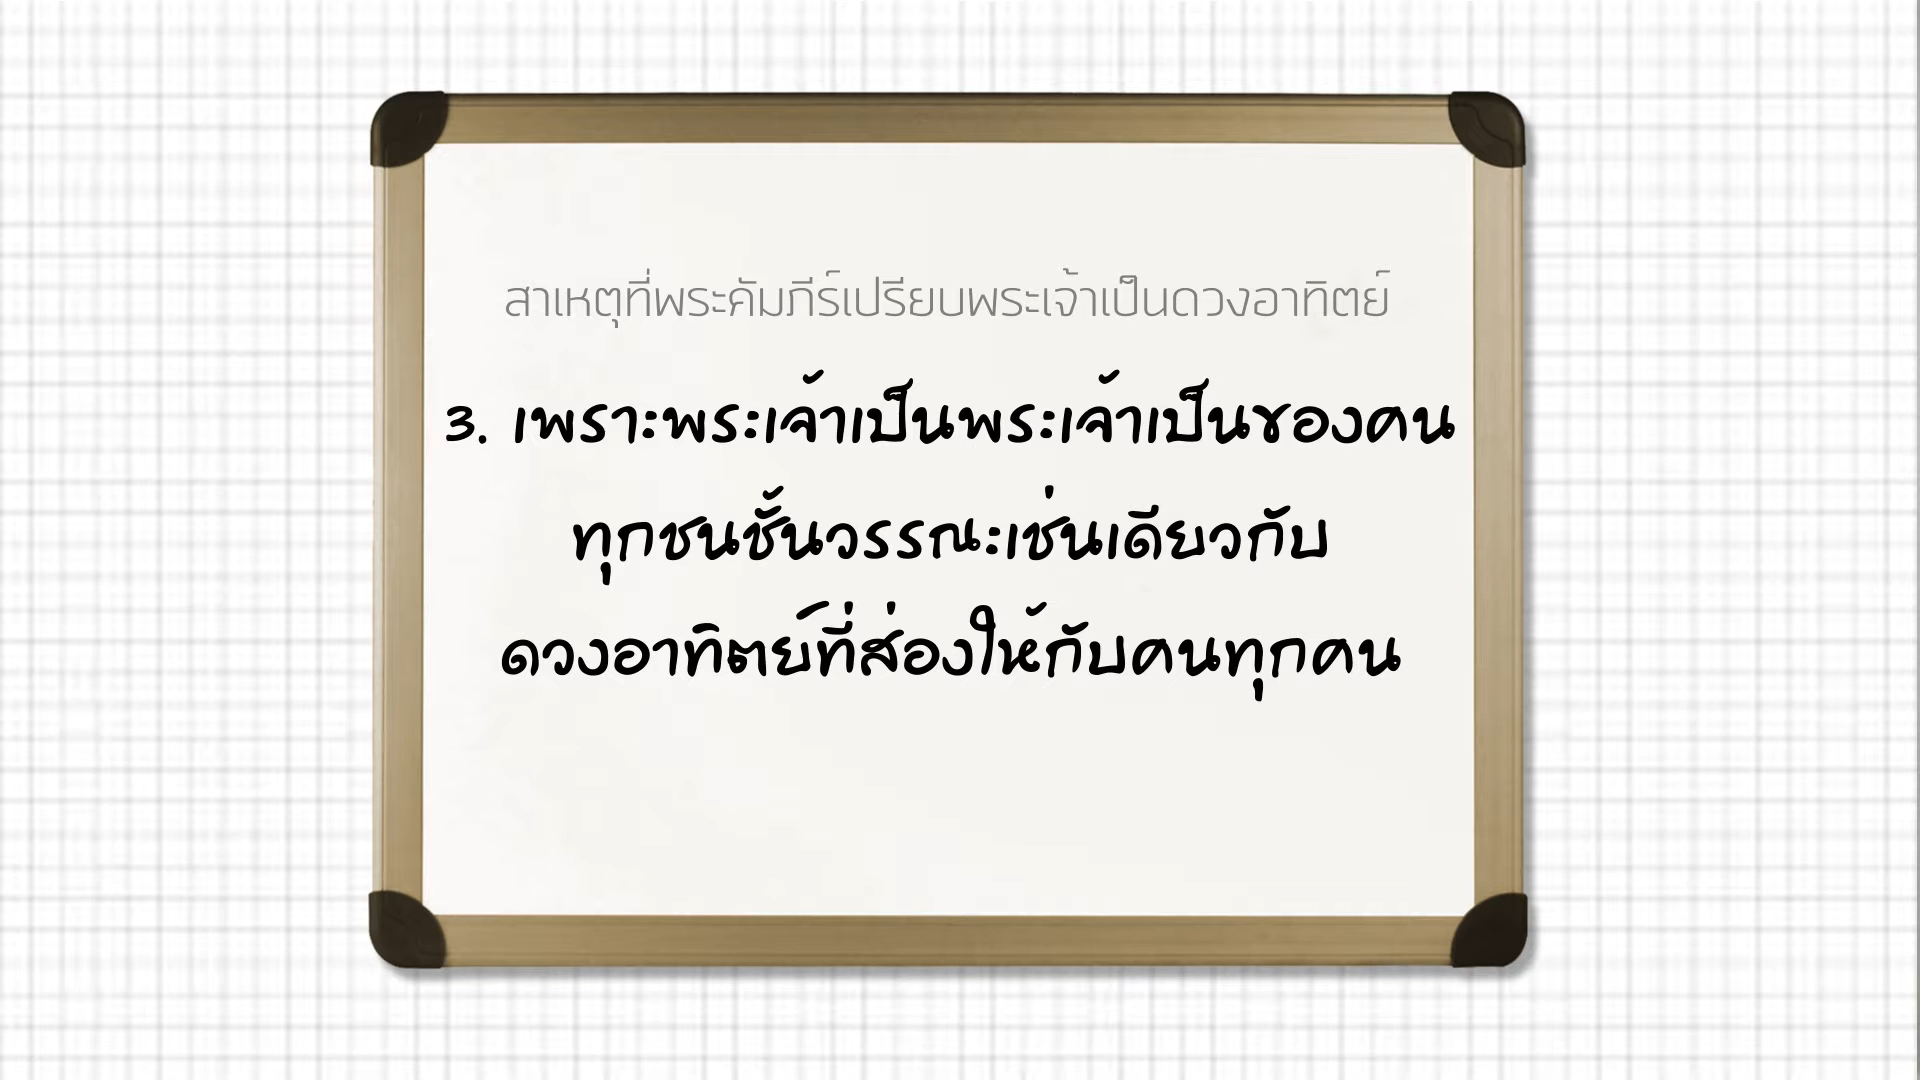 สาเหตุที่พระคัมภีร์เปรียบพระเจ้าเป็นดวงอาทิตย์
3. เพราะพระเจ้าเป็นพระเจ้าเป็นของคน
ทุกชนชั้นวรรณะเช่นเดียวกับ
ดวงอาทิตย์ที่ส่องให้กับคนทุกคน